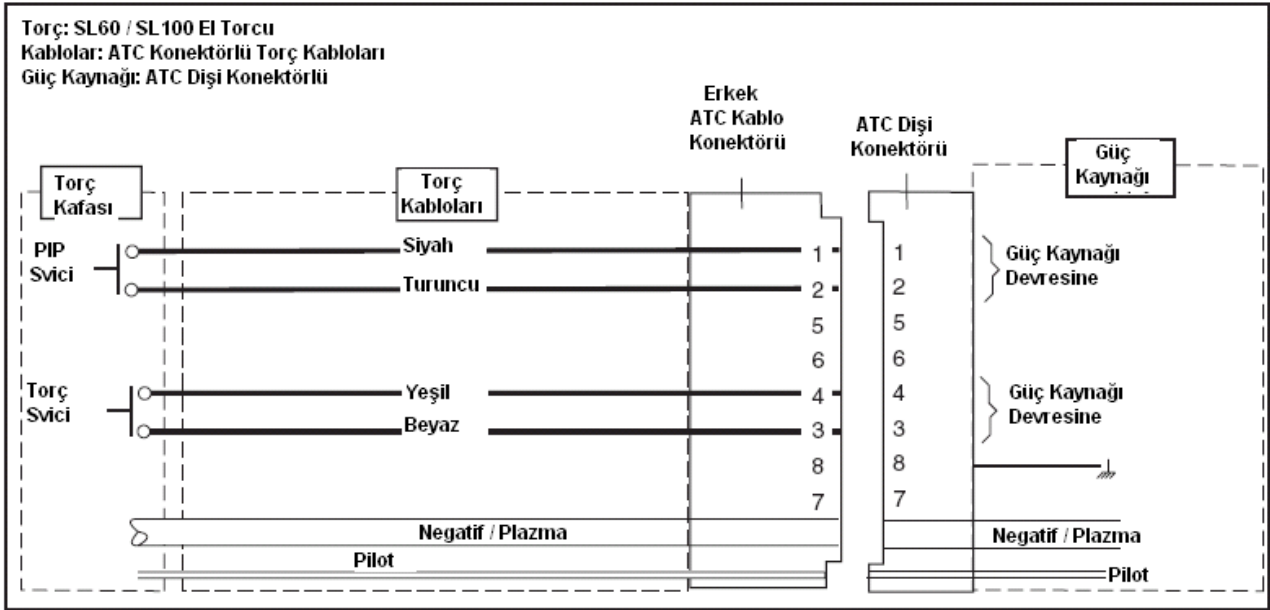 Torç: SL60 / SL100 El Torcu
Kablolar: ATC Konektörlü Torç Kabloları
Güç Kaynağı: ATC Dişi Konektörlü
Erkek
ATC Kablo
Konektörü
ATC Dişi
Konektörü
Güç
Kaynağı
Torç
Kafası
Torç
Kabloları
PIP
Svici
Siyah
Turuncu
1
2
5
6
4
3
8
7
1
2
5
6
4
3
8
7
Güç Kaynağı
Devresine
Torç
Svici
Yeşil
Beyaz
Güç Kaynağı
Devresine
Negatif / Plazma
Negatif / Plazma
Pilot
Pilot